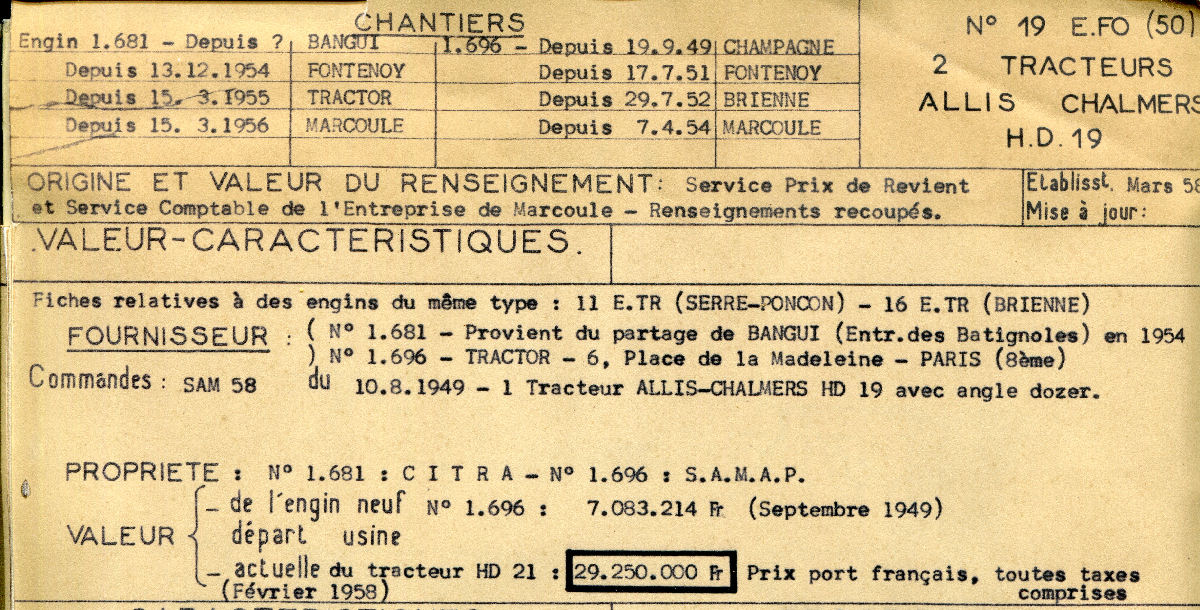 CHANTIERS
Engin 1.681 - Depuis ? BANGUI 1.696 - Depuis 19.9.49 CHAMPAGNE
Depuis 13.12.1954 FONTENOY Depuis 17.7.51 FONTENOY
Depuis 15. 3.1955 TRACTOR Depuis 29.7.52 BRIENNE
Depuis 15. 3.1956 MARCOULE Depuis 7.4.54 MARCOULE
N° 19 E.FO (50)
2 TRACTEURS
ALLIS CHALMERS
H.D. 19
ORIGINE ET VALEUR DU RENSEIGNEMENT: Service Prix de Revient
et Service Comptable de l'Entreprise de Marcoule - Renseignements recoupés.
Etablisst. Mars 58
Mise à jour:
.VALEUR-CARACTERISTIQUES.
Fiches relatives à des engins du même type : 11 E.TR (SERRE-PONCON) - 16 E.TR (BRIENNE)
FOURNISSEUR : ( N° 1.681 - Provient du partage de BANGUI (Entr.des Batignoles) en 1954
) N° 1.696 - TRACTOR - 6, Place de la Madeleine - PARIS (8ème)
Commandes : SAM 58 du 10.8.1949 - 1 Tracteur ALLIS-CHALMERS HD 19 avec angle dozer.
PROPRIETE : N° 1.681 : C I T R A - N° 1.696 : S.A.M.A.P.
- de l'engin neuf N° 1.696 : 7.083.214 Fr (Septembre 1949)
VALEUR { départ usine
- actuelle du tracteur HD 21 : 29.250.000 Fr Prix port français, toutes taxes
(Février 1958) comprises